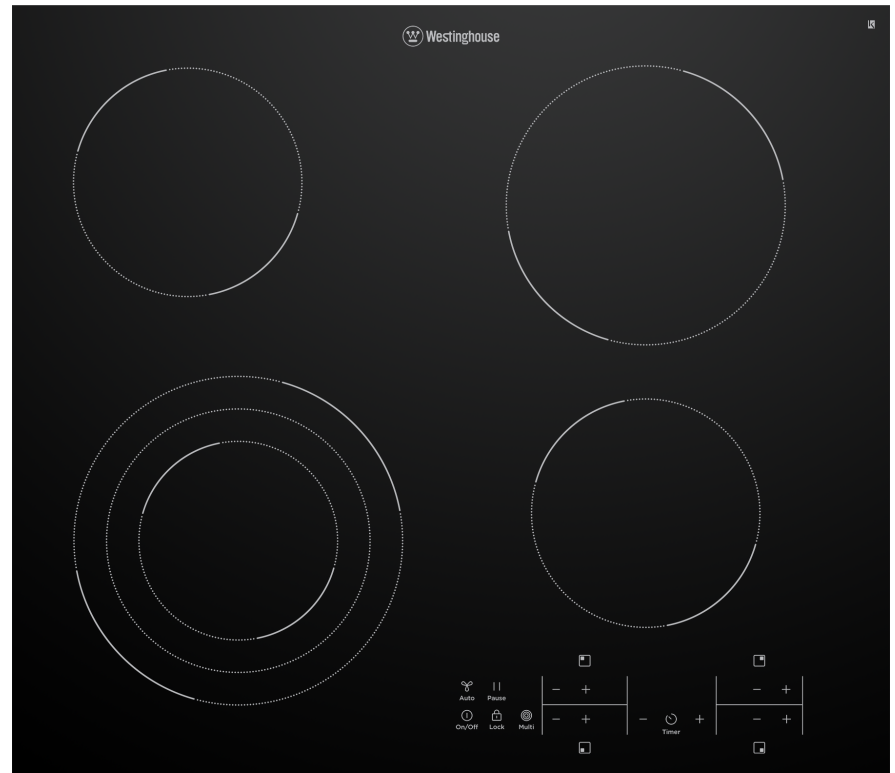 Westinghouse
Auto Pause
− + − +
On/Off Lock Multi − + − Timer + − +